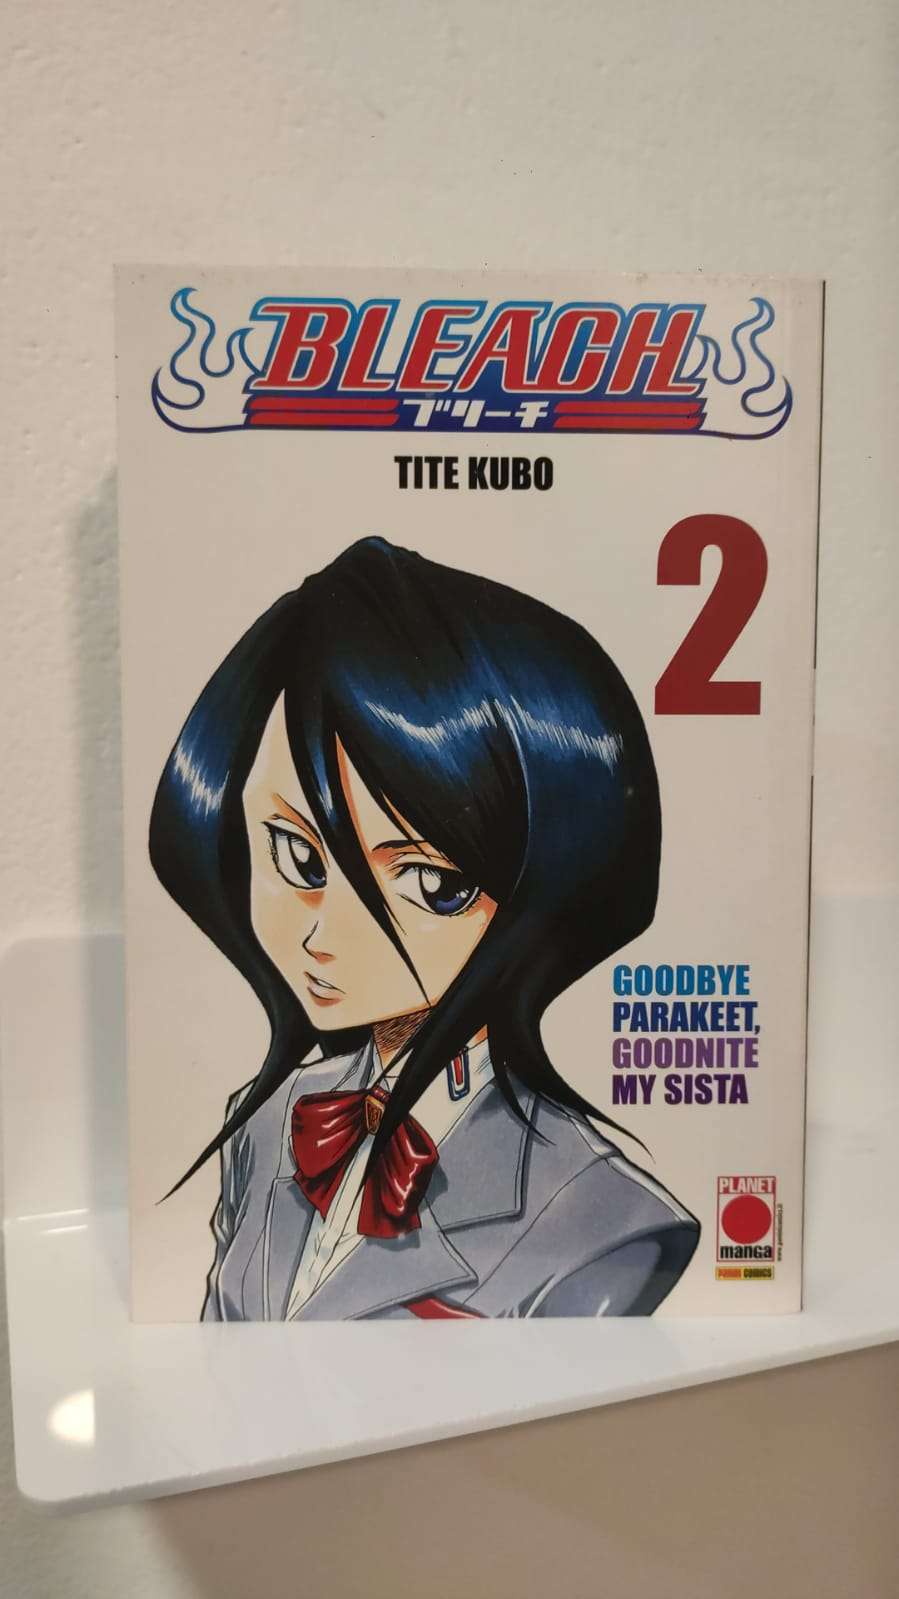 BLEACH
ブリーチ
TITE KUBO
2
GOODBYE
PARAKEET,
GOODNITE
MY SISTA
PLANET
manga
PANINI COMICS